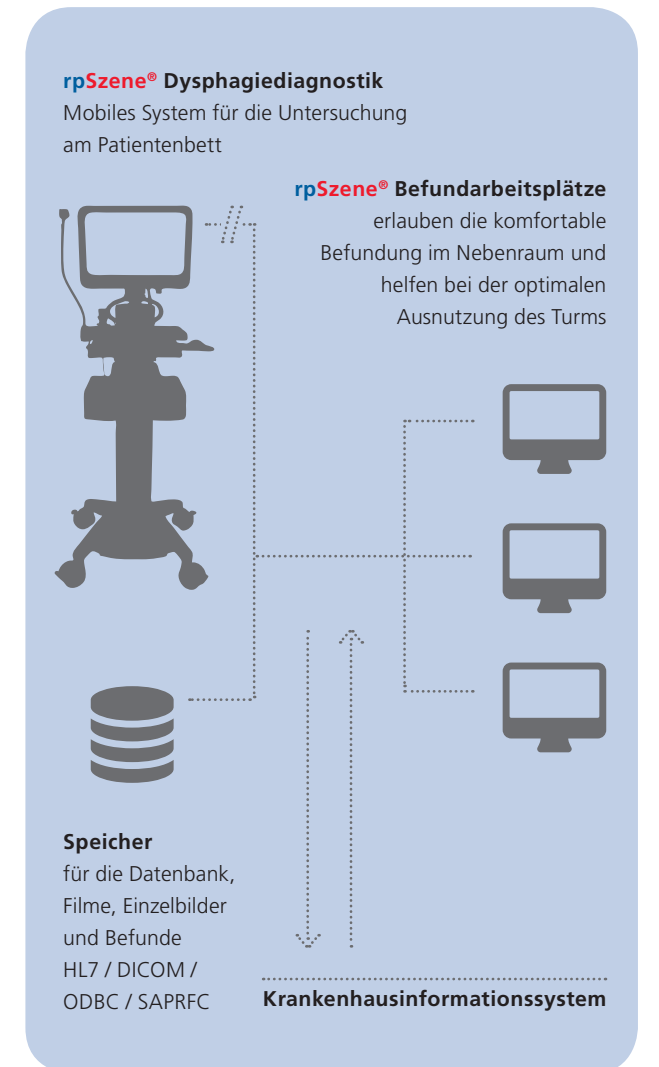 rpSzene® Dysphagiediagnostik
Mobiles System für die Untersuchung
am Patientenbett
rpSzene® Befundarbeitsplätze
erlauben die komfortable
Befundung im Nebenraum und
helfen bei der optimalen
Ausnutzung des Turms
Speicher
für die Datenbank,
Filme, Einzelbilder
und Befunde
HL7 / DICOM /
ODBC / SAPRFC
Krankenhausinformationssystem